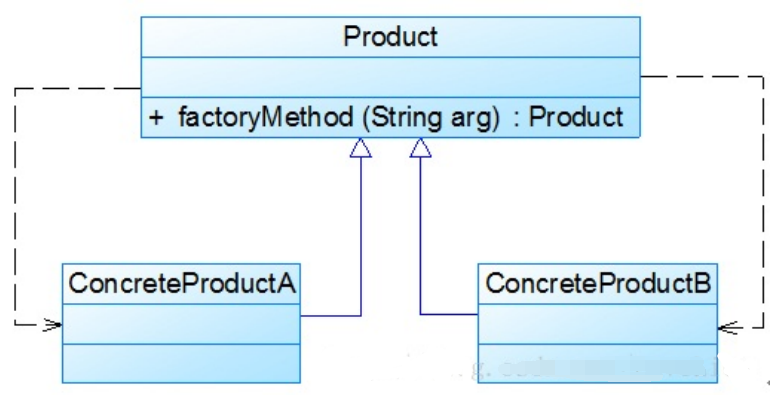 Product
+ factoryMethod (String arg) : Product
ConcreteProductA
ConcreteProductB